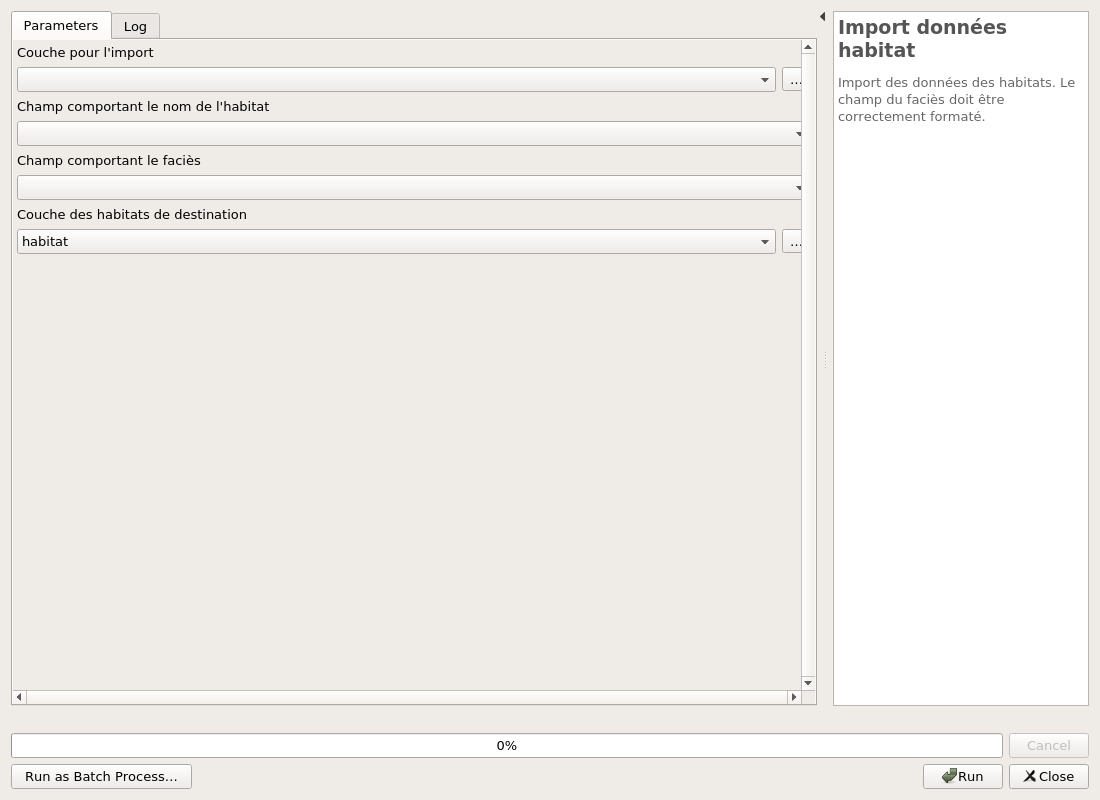 Parameters
Log
Couche pour l'import
…
Champ comportant le nom de l'habitat
Champ comportant le faciès
Couche des habitats de destination
habitat
…
Import données
habitat
Import des données des habitats. Le
champ du faciès doit être
correctement formaté.
0%
Cancel
Run as Batch Process…
Run
Close